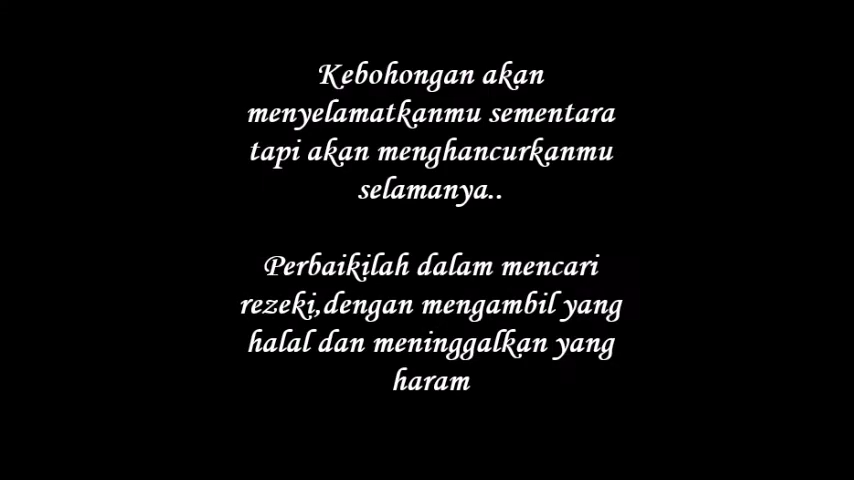 Kebohongan akan
menyelamatkanmu sementara
tapi akan menghancurkanmu
selamanya..
Perbaikilah dalam mencari
rezeki,dengan mengambil yang
halal dan meninggalkan yang
haram